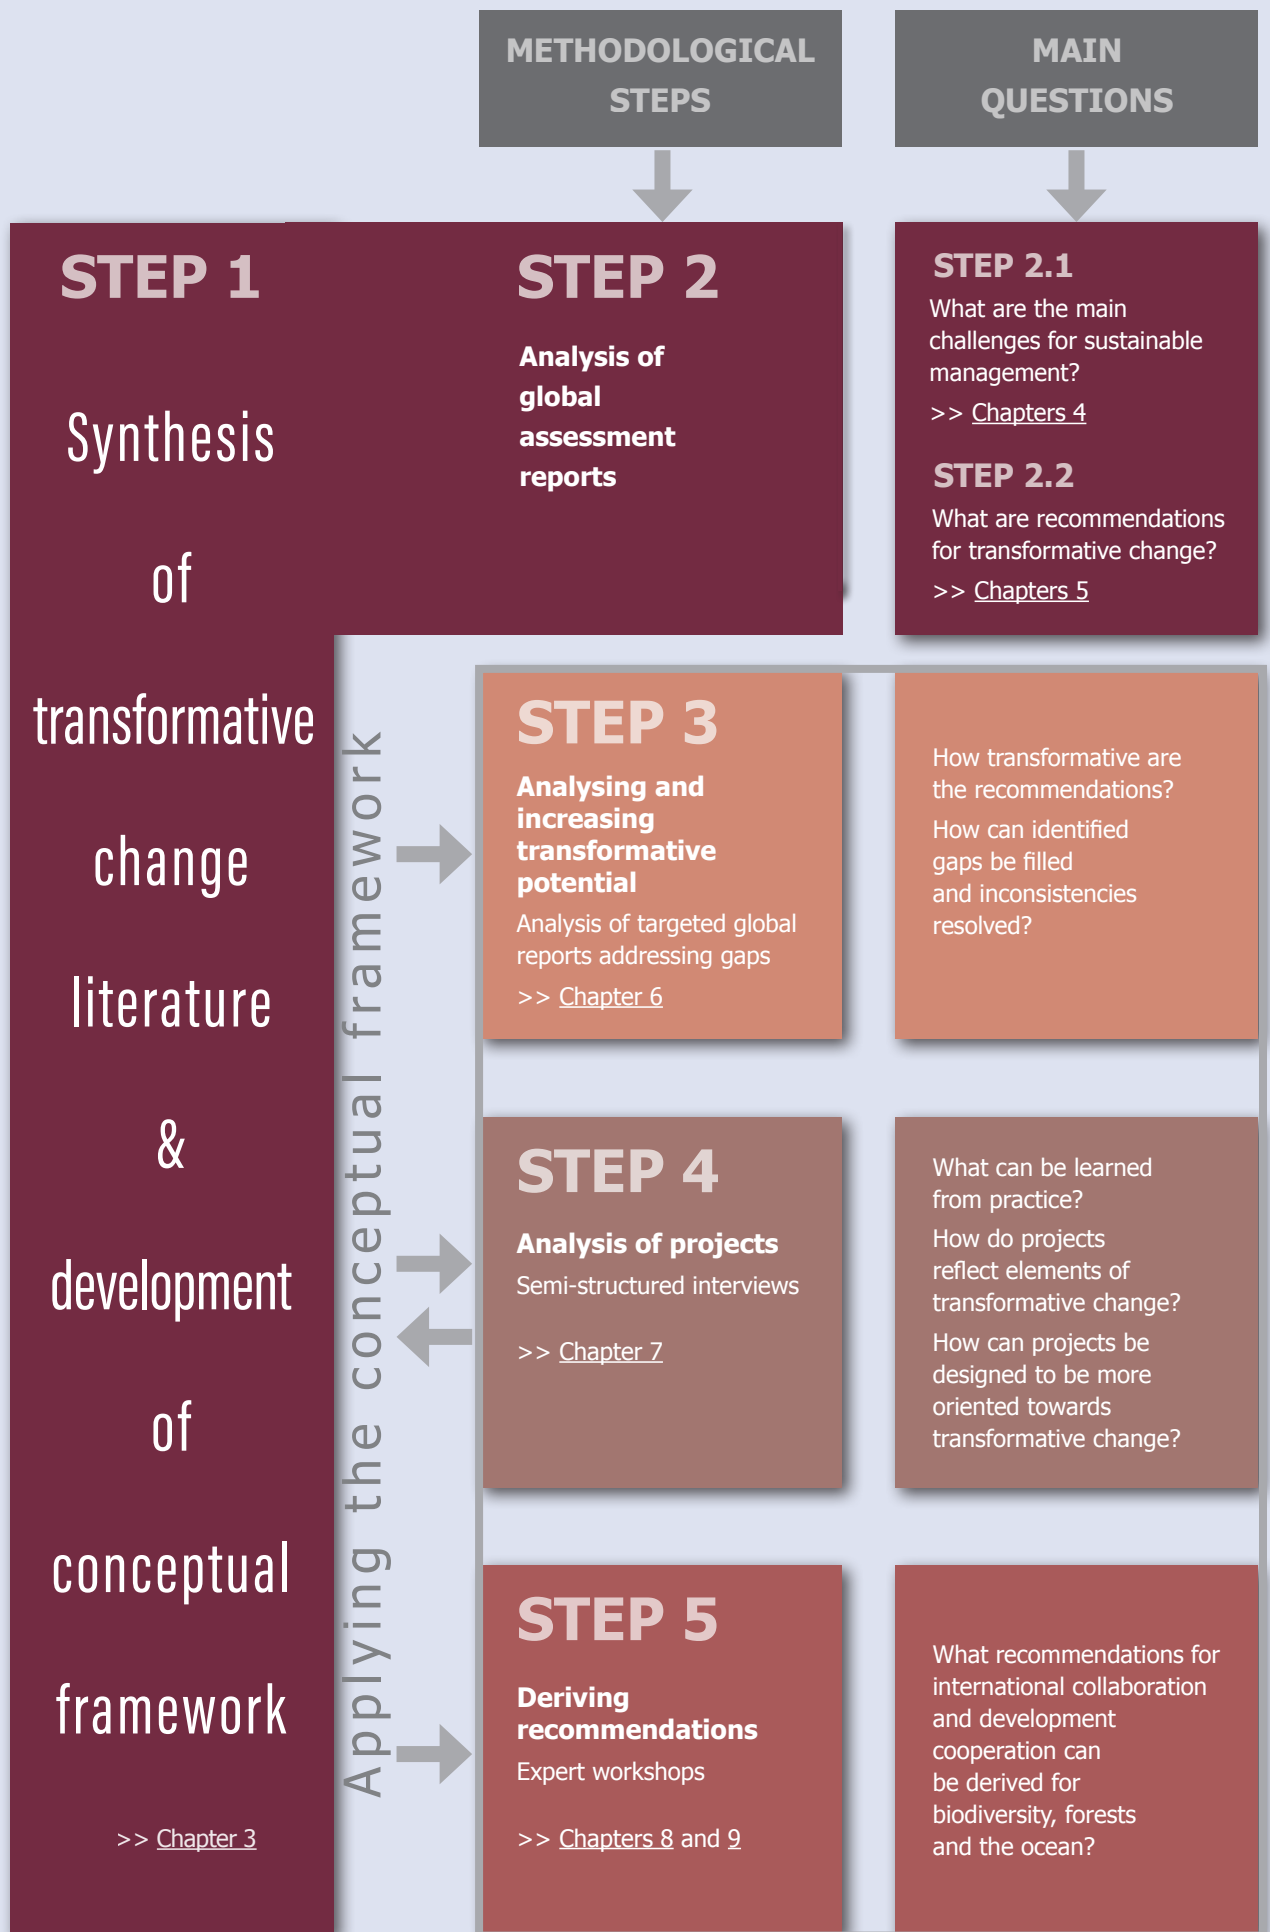 METHODOLOGICAL
STEPS
MAIN
QUESTIONS
STEP 1
Synthesis
of
transformative
change
literature
&
development
of
conceptual
framework
>> Chapter 3
STEP 2
Analysis of
global
assessment
reports
STEP 2.1
What are the main
challenges for sustainable
management?
>> Chapters 4
STEP 2.2
What are recommendations
for transformative change?
>> Chapters 5
Applying the conceptual framework
STEP 3
Analysing and
increasing
transformative
potential
Analysis of targeted global
reports addressing gaps
>> Chapter 6
How transformative are
the recommendations?
How can identified
gaps be filled
and inconsistencies
resolved?
STEP 4
Analysis of projects
Semi-structured interviews
>> Chapter 7
What can be learned
from practice?
How do projects
reflect elements of
transformative change?
How can projects be
designed to be more
oriented towards
transformative change?
STEP 5
Deriving
recommendations
Expert workshops
>> Chapters 8 and 9
What recommendations for
international collaboration
and development
cooperation can
be derived for
biodiversity, forests
and the ocean?